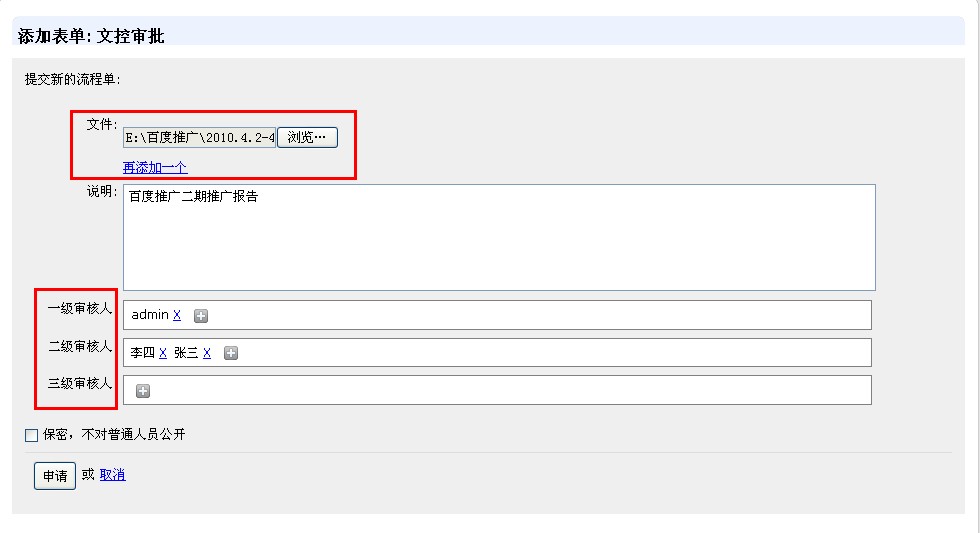 添加表单: 文控审批
提交新的流程单:
文件: E:\百度推广\2010.4.2-4 浏览…
再添加一个
说明: 百度推广二期推广报告
一级审核人 admin X
二级审核人 李四 X 张三 X
三级审核人
保密，不对普通人员公开
申请 或 取消